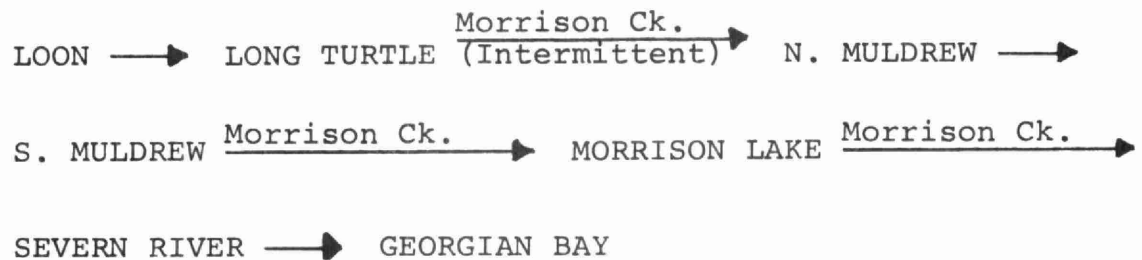 Morrison Ck.
LOON → LONG TURTLE (Intermittent) → N. MULDREW →
S. MULDREW Morrison Ck. → MORRISON LAKE Morrison Ck. →
SEVERN RIVER → GEORGIAN BAY